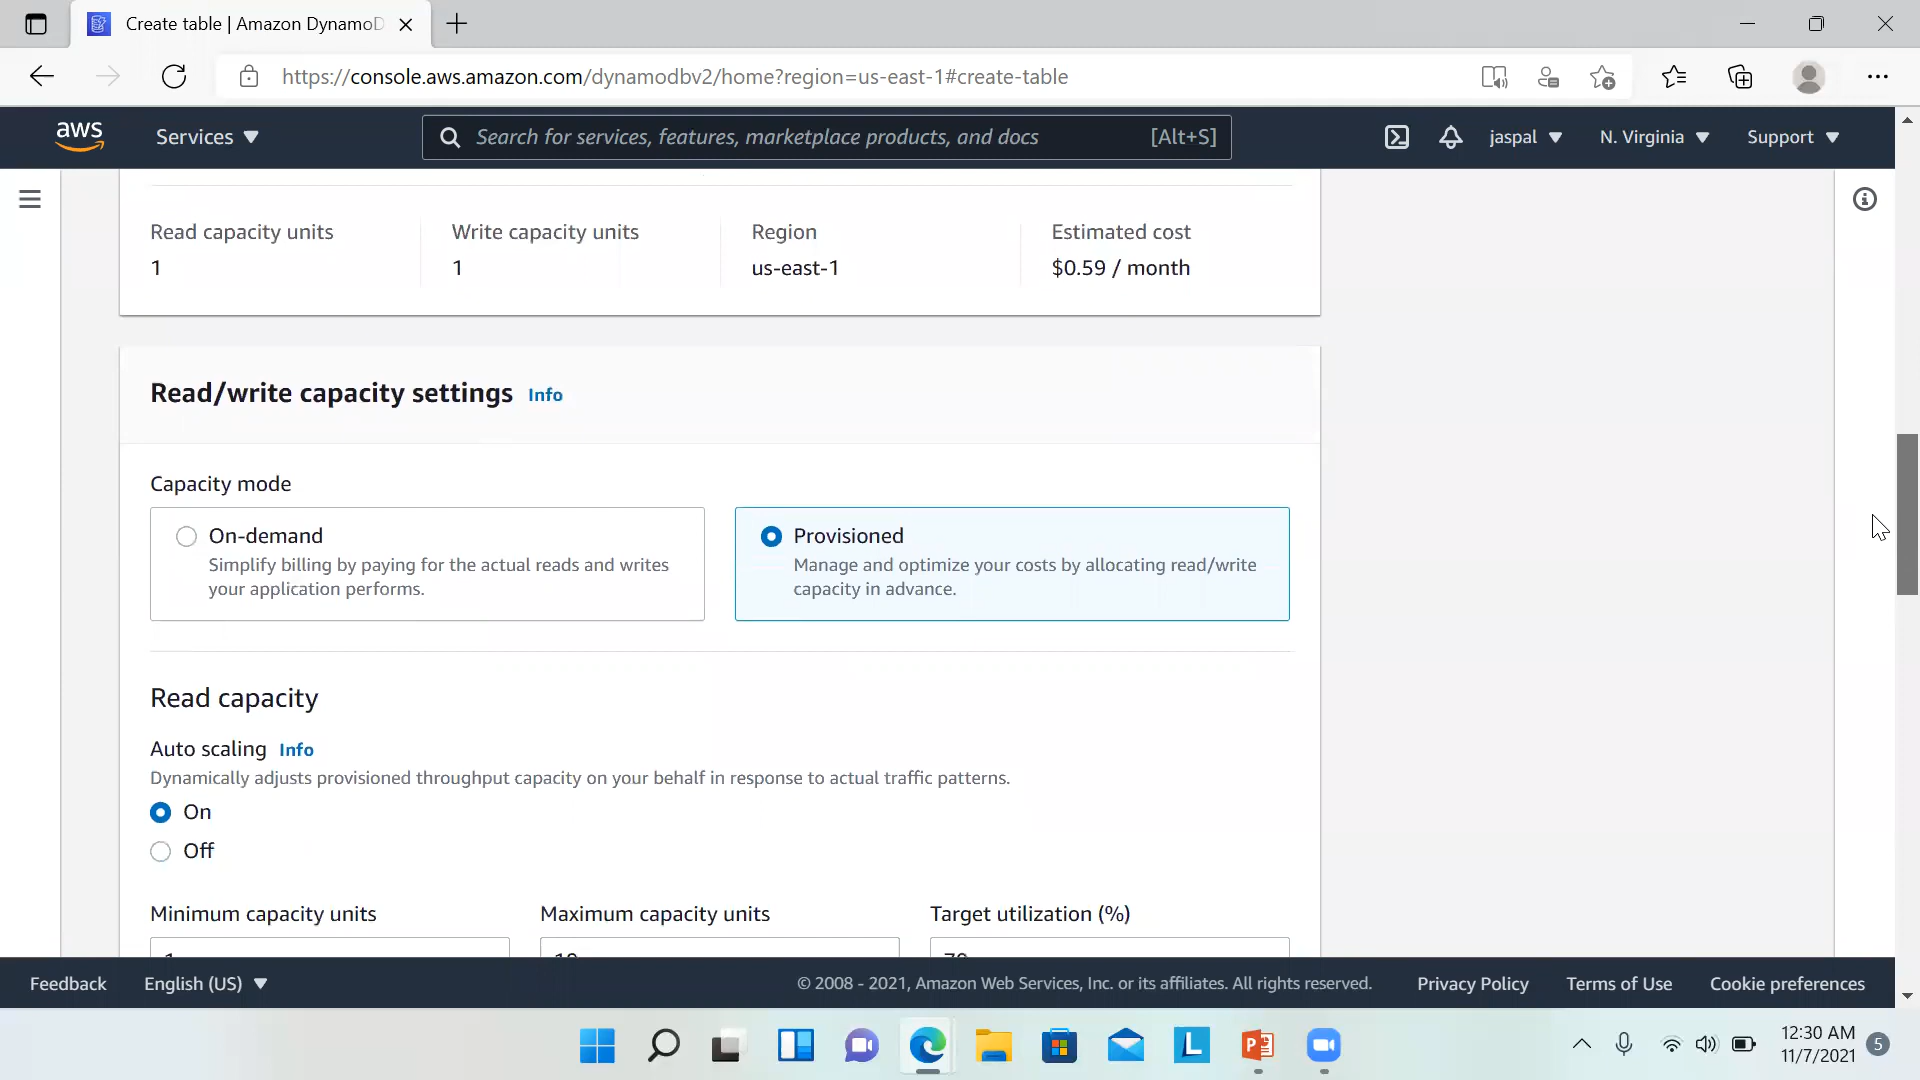 Create table | Amazon DynamoD
https://console.aws.amazon.com/dynamodbv2/home?region=us-east-1#create-table
aws
Services
Search for services, features, marketplace products, and docs [Alt+S]
jaspal
N. Virginia
Support
Read capacity units
1
Write capacity units
1
Region
us-east-1
Estimated cost
$0.59 / month
Read/write capacity settings Info
Capacity mode
On-demand
Simplify billing by paying for the actual reads and writes
your application performs.
Provisioned
Manage and optimize your costs by allocating read/write
capacity in advance.
Read capacity
Auto scaling Info
Dynamically adjusts provisioned throughput capacity on your behalf in response to actual traffic patterns.
On
Off
Minimum capacity units
Maximum capacity units
Target utilization (%)
Feedback
English (US)
© 2008 - 2021, Amazon Web Services, Inc. or its affiliates. All rights reserved.
Privacy Policy
Terms of Use
Cookie preferences
L
P
12:30 AM
11/7/2021
5